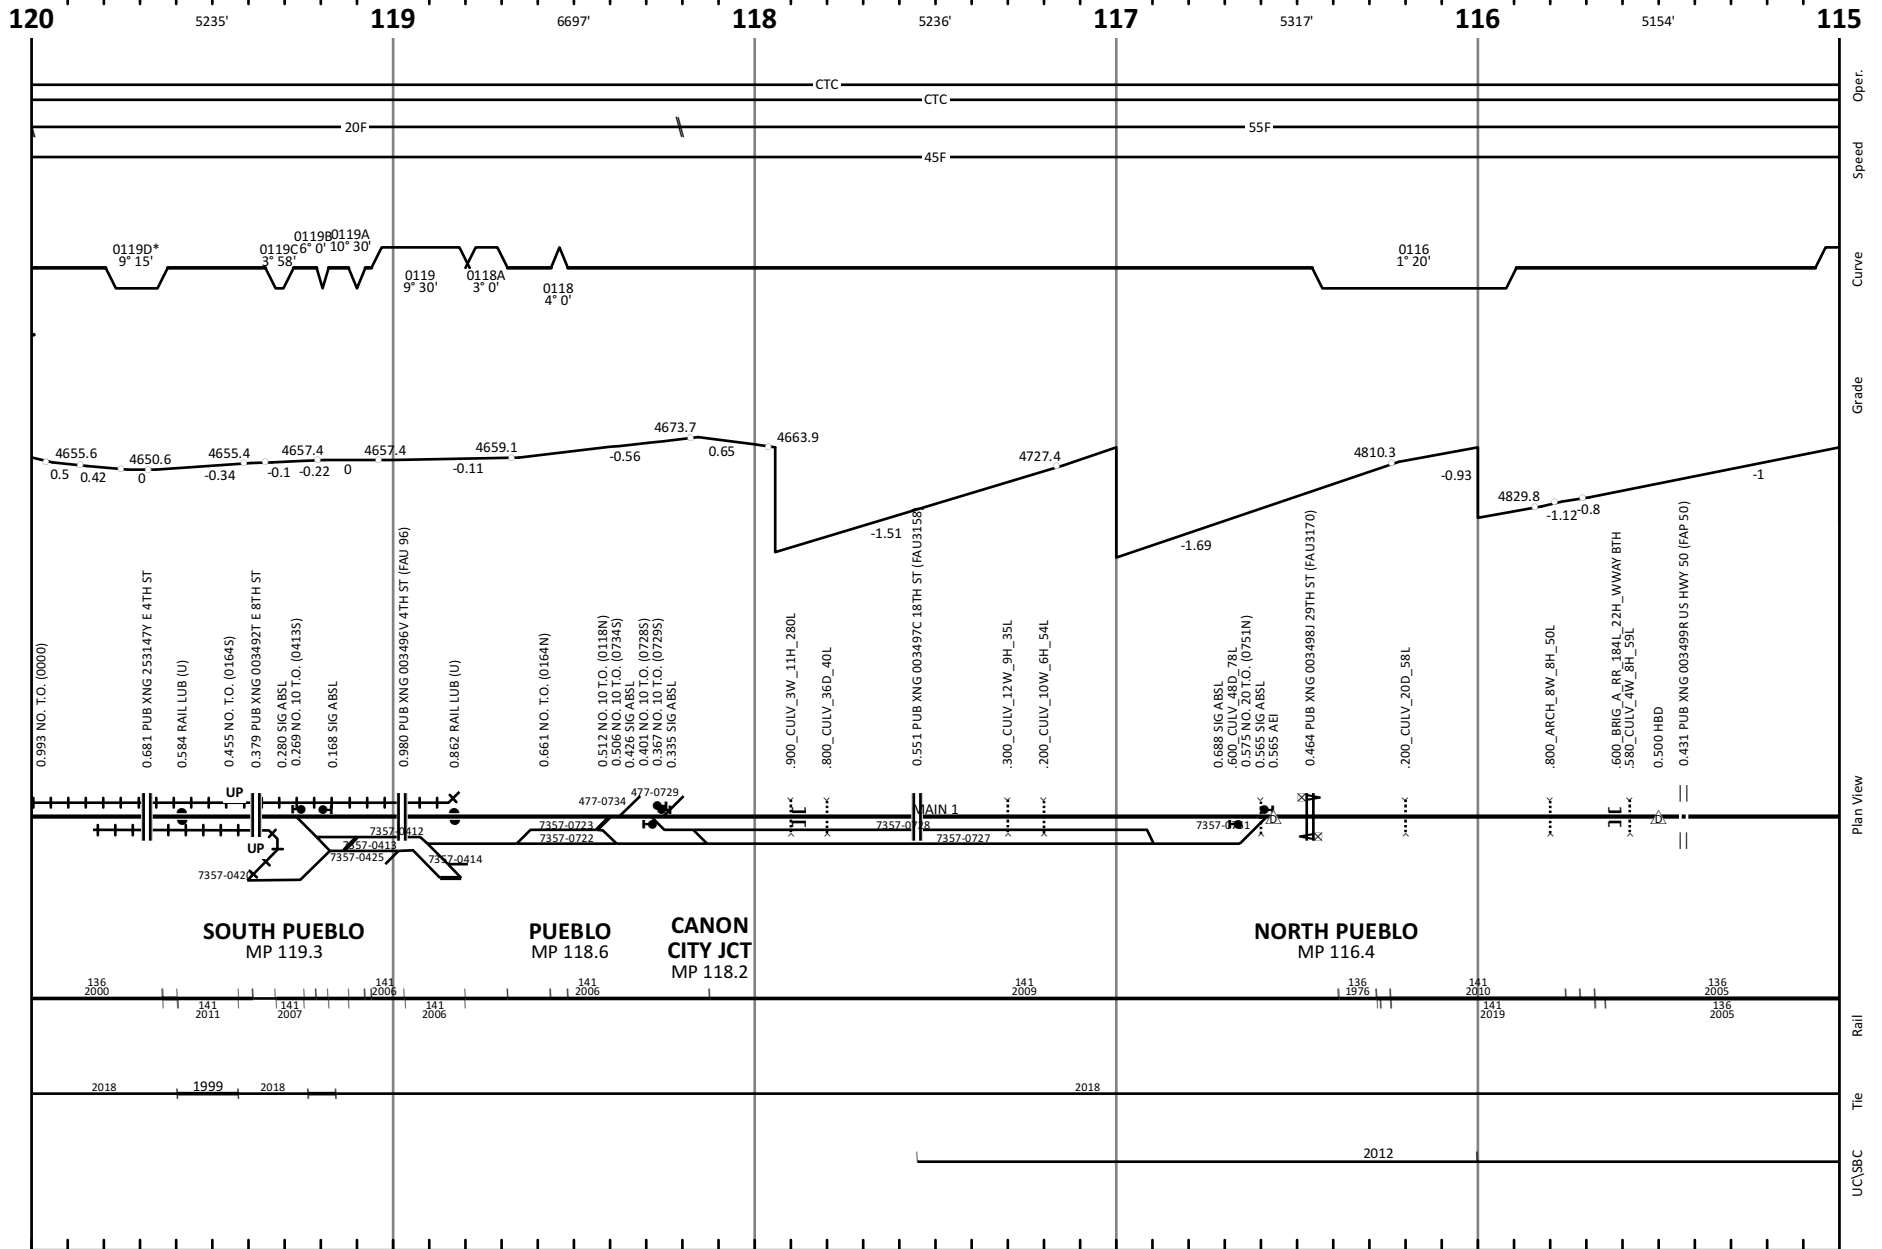 120
5235'
119
6697'
118
5236'
117
5317'
116
5154'
115
Oper.
CTC
CTC
20F
55F
Speed
45F
Curve
0119D*
9° 15'
0119C
3° 58'
0119B
6° 0'
0119A
10° 30'
0119
9° 30'
0118A
3° 0'
0118
4° 0'
0116
1° 20'
Grade
4655.6
4650.6
4655.4
4657.4
4657.4
4659.1
4673.7
4663.9
4727.4
4810.3
4829.8
0.5
0.42
0
-0.34
-0.1
-0.22
0
-0.11
-0.56
0.65
-1.51
-1.69
-0.93
-1.12
-0.8
-1
0.993 NO. T.O. (0000)
0.681 PUB XNG 253147Y E 4TH ST
0.584 RAIL LUB (U)
0.455 NO. T.O. (0164S)
0.379 PUB XNG 003492T E 8TH ST
0.280 SIG ABSL
0.269 NO. 10 T.O. (0413S)
0.168 SIG ABSL
0.980 PUB XNG 003496V 4TH ST (FAU 96)
0.862 RAIL LUB (U)
0.661 NO. T.O. (0164N)
0.512 NO. 10 T.O. (0118N)
0.506 NO. 10 T.O. (0734S)
0.426 SIG ABSL
0.401 NO. 10 T.O. (0728S)
0.367 NO. 10 T.O. (0729S)
0.335 SIG ABSL
.900_CULV_3W_11H_280L
.800_CULV_36D_40L
0.551 PUB XNG 003497C 18TH ST (FAU3158)
.300_CULV_12W_9H_35L
.200_CULV_10W_6H_54L
0.688 SIG ABSL
.600_CULV_48D_78L
0.575 NO. 20 T.O. (0751N)
0.565 SIG ABSL
0.565 AEI
0.464 PUB XNG 003498J 29TH ST (FAU3170)
.200_CULV_20D_58L
.800_ARCH_8W_8H_50L
.600_BRIG_A_RR_184L_22H_WWAY BTH
.580_CULV_4W_8H_59L
0.500 HBD
0.431 PUB XNG 003499R US HWY 50 (FAP 50)
Plan View
UP
UP
7357-0420
7357-0412
7357-0413
7357-0425
7357-0414
477-0734
477-0729
7357-0723
7357-0722
MAIN 1
7357-0728
7357-0727
D
D
SOUTH PUEBLO
MP 119.3
PUEBLO
MP 118.6
CANON
CITY JCT
MP 118.2
NORTH PUEBLO
MP 116.4
136
2000
141
2006
141
2006
141
2009
136
1976
141
2010
136
2005
141
2011
141
2007
141
2006
141
2019
136
2005
Rail
2018
1999
2018
2018
Tie
2012
UC\SBC